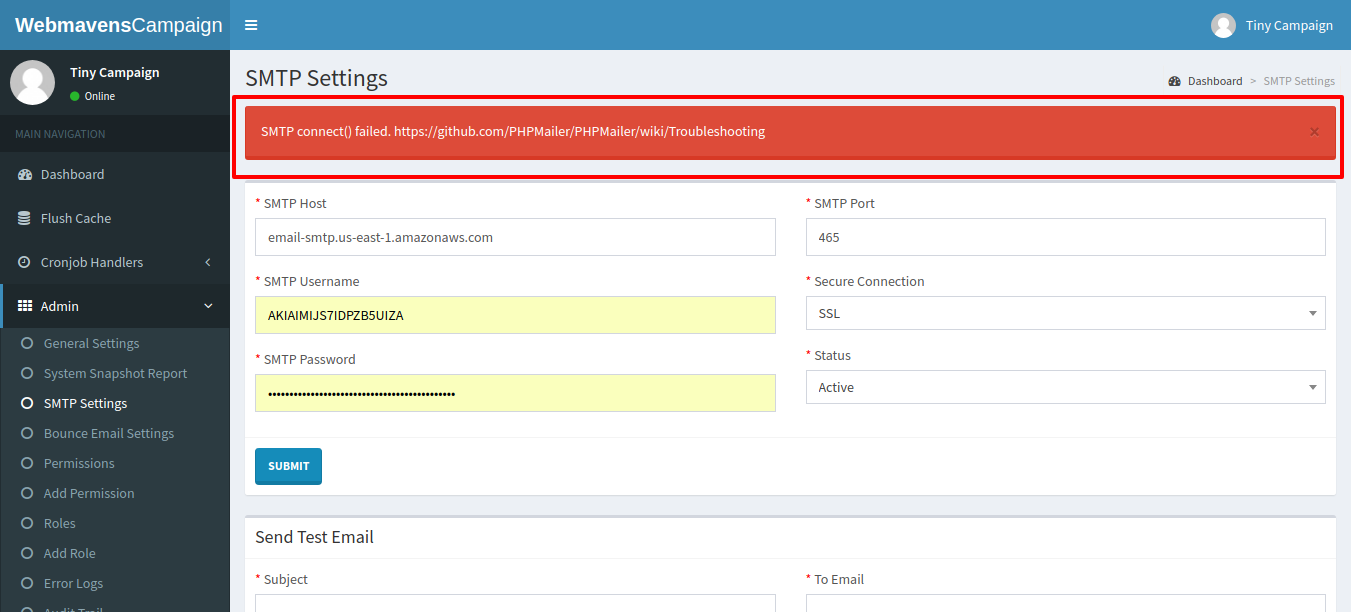 WebmavensCampaign
Tiny Campaign
Tiny Campaign
Online
MAIN NAVIGATION
Dashboard
Flush Cache
Cronjob Handlers
Admin
General Settings
System Snapshot Report
SMTP Settings
Bounce Email Settings
Permissions
Add Permission
Roles
Add Role
Error Logs
Audit Trail
SMTP Settings
Dashboard > SMTP Settings
SMTP connect() failed. https://github.com/PHPMailer/PHPMailer/wiki/Troubleshooting ×
* SMTP Host
email-smtp.us-east-1.amazonaws.com
* SMTP Port
465
* SMTP Username
AKIAIMIJS7IDPZB5UIZA
* Secure Connection
SSL
* SMTP Password
* Status
Active
SUBMIT
Send Test Email
* Subject
* To Email